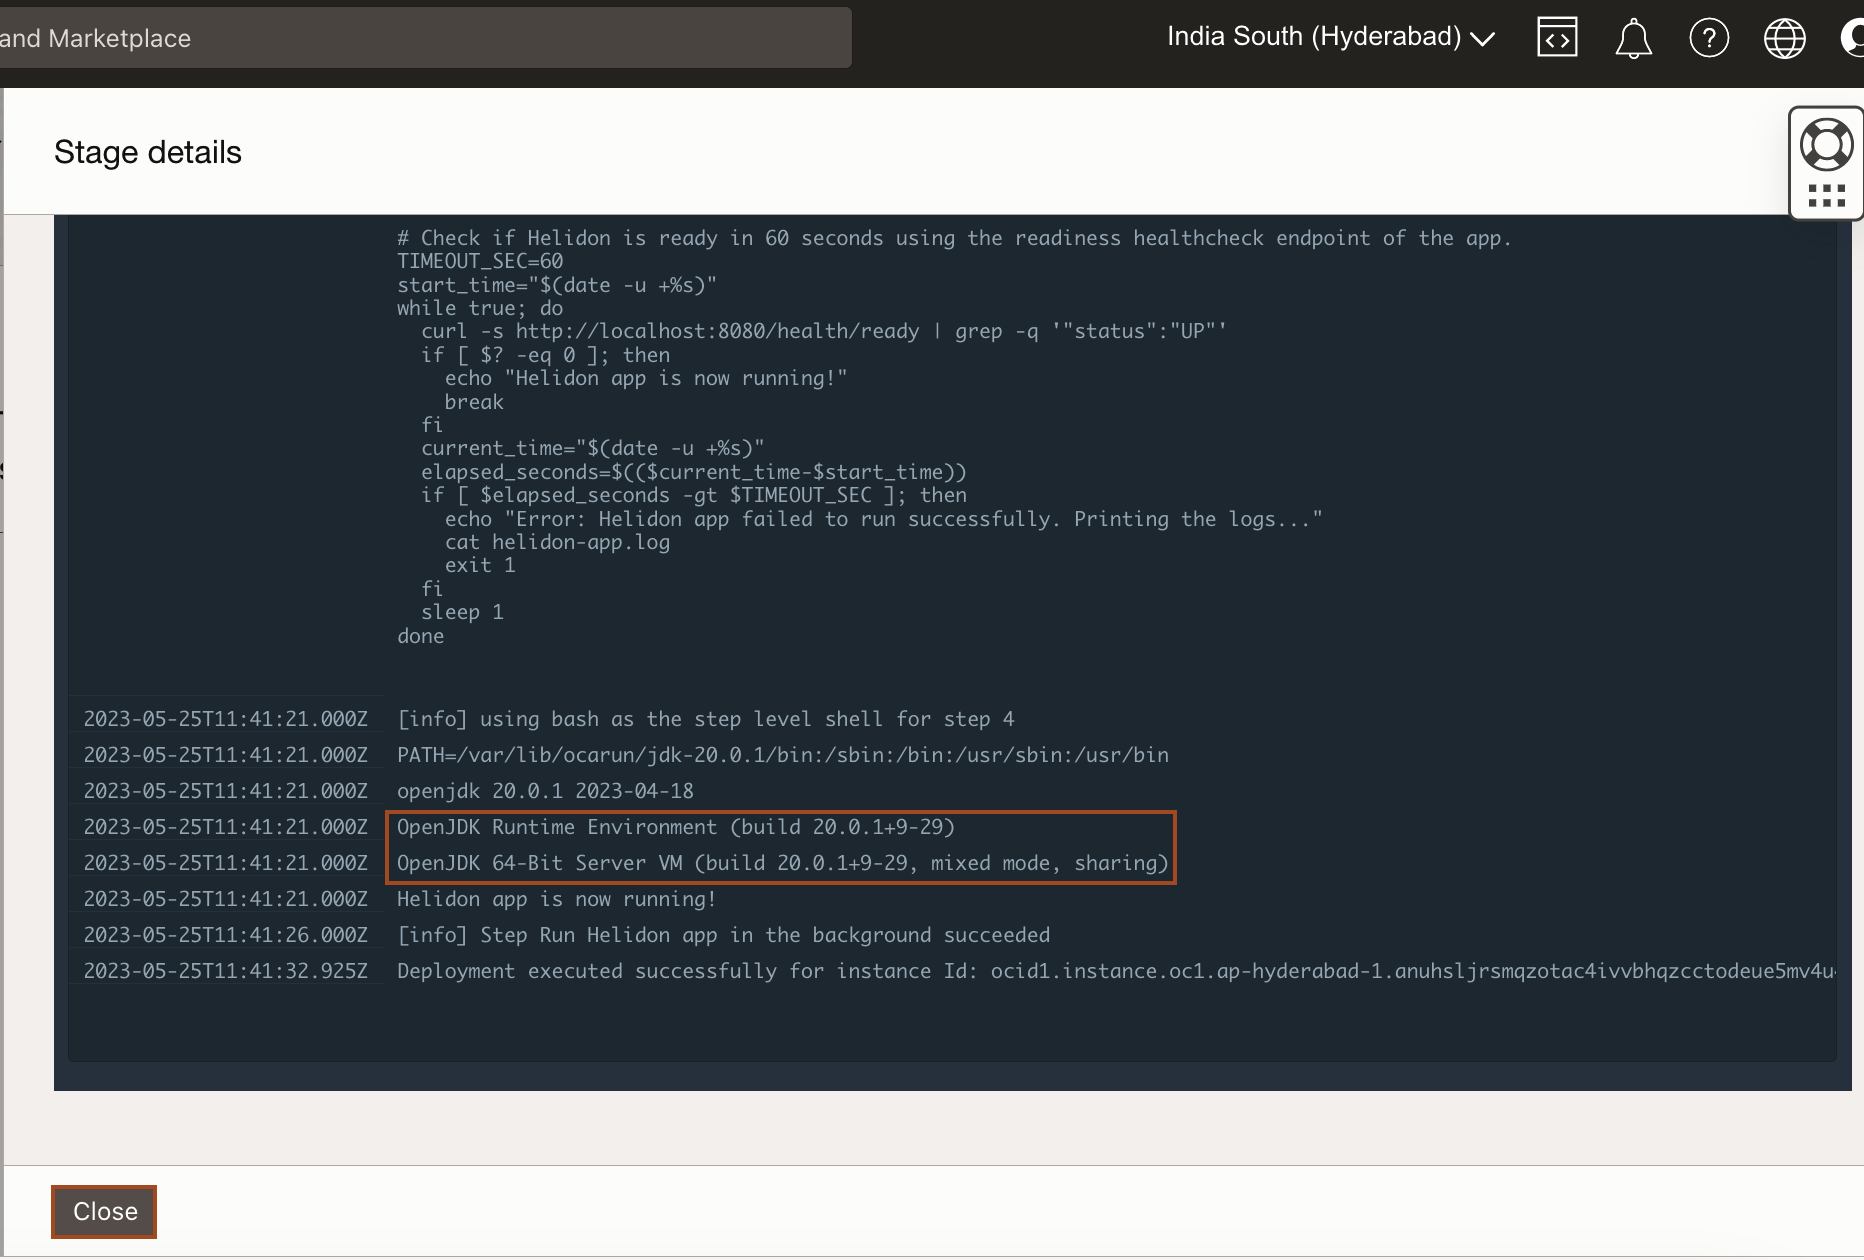 and Marketplace
India South (Hyderabad)
Stage details
# Check if Helidon is ready in 60 seconds using the readiness healthcheck endpoint of the app.
TIMEOUT_SEC=60
start_time="$(date -u +%s)"
while true; do
  curl -s http://localhost:8080/health/ready | grep -q '"status":"UP"'
  if [ $? -eq 0 ]; then
    echo "Helidon app is now running!"
    break
  fi
  current_time="$(date -u +%s)"
  elapsed_seconds=$(($current_time-$start_time))
  if [ $elapsed_seconds -gt $TIMEOUT_SEC ]; then
    echo "Error: Helidon app failed to run successfully. Printing the logs..."
    cat helidon-app.log
    exit 1
  fi
  sleep 1
done
2023-05-25T11:41:21.000Z [info] using bash as the step level shell for step 4
2023-05-25T11:41:21.000Z PATH=/var/lib/ocarun/jdk-20.0.1/bin:/sbin:/bin:/usr/sbin:/usr/bin
2023-05-25T11:41:21.000Z openjdk 20.0.1 2023-04-18
2023-05-25T11:41:21.000Z OpenJDK Runtime Environment (build 20.0.1+9-29)
2023-05-25T11:41:21.000Z OpenJDK 64-Bit Server VM (build 20.0.1+9-29, mixed mode, sharing)
2023-05-25T11:41:21.000Z Helidon app is now running!
2023-05-25T11:41:26.000Z [info] Step Run Helidon app in the background succeeded
2023-05-25T11:41:32.925Z Deployment executed successfully for instance Id: ocid1.instance.oc1.ap-hyderabad-1.anuhsljrsmqzotac4ivvbhqzcctodeue5mv4u
Close